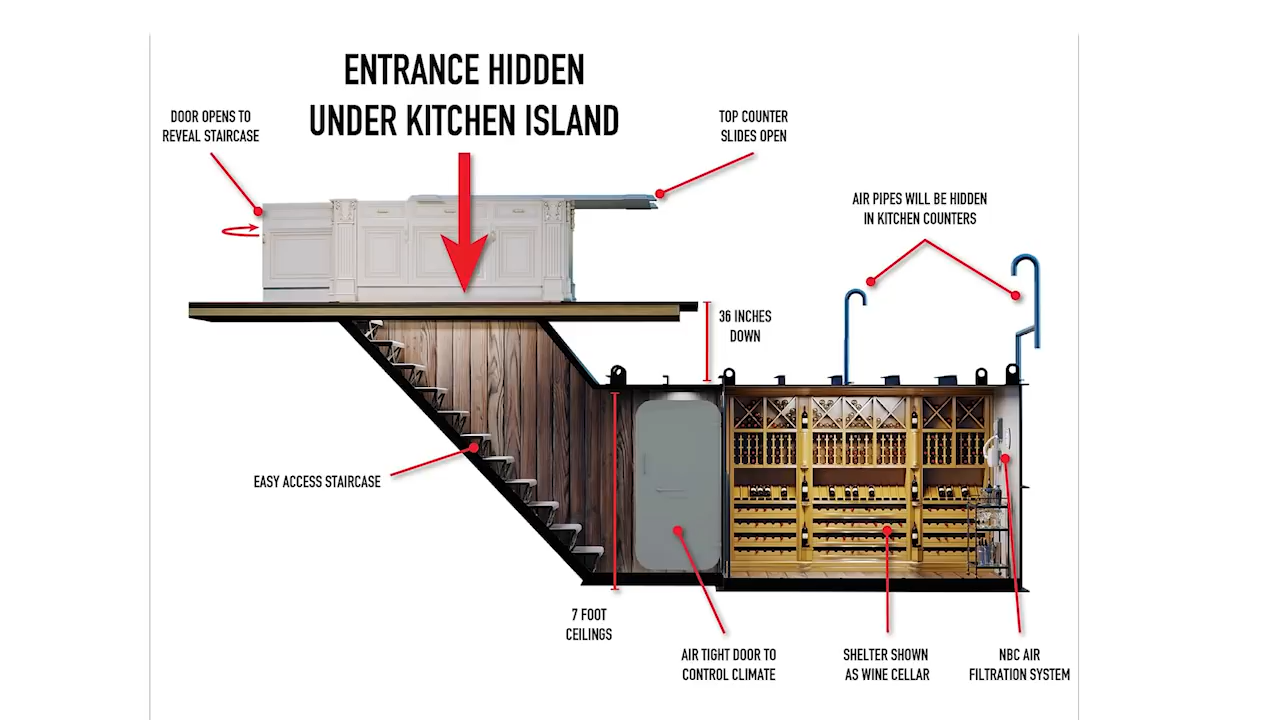 ENTRANCE HIDDEN
UNDER KITCHEN ISLAND
DOOR OPENS TO
REVEAL STAIRCASE
TOP COUNTER
SLIDES OPEN
AIR PIPES WILL BE HIDDEN
IN KITCHEN COUNTERS
36 INCHES
DOWN
EASY ACCESS STAIRCASE
7 FOOT
CEILINGS
AIR TIGHT DOOR TO
CONTROL CLIMATE
SHELTER SHOWN
AS WINE CELLAR
NBC AIR
FILTRATION SYSTEM